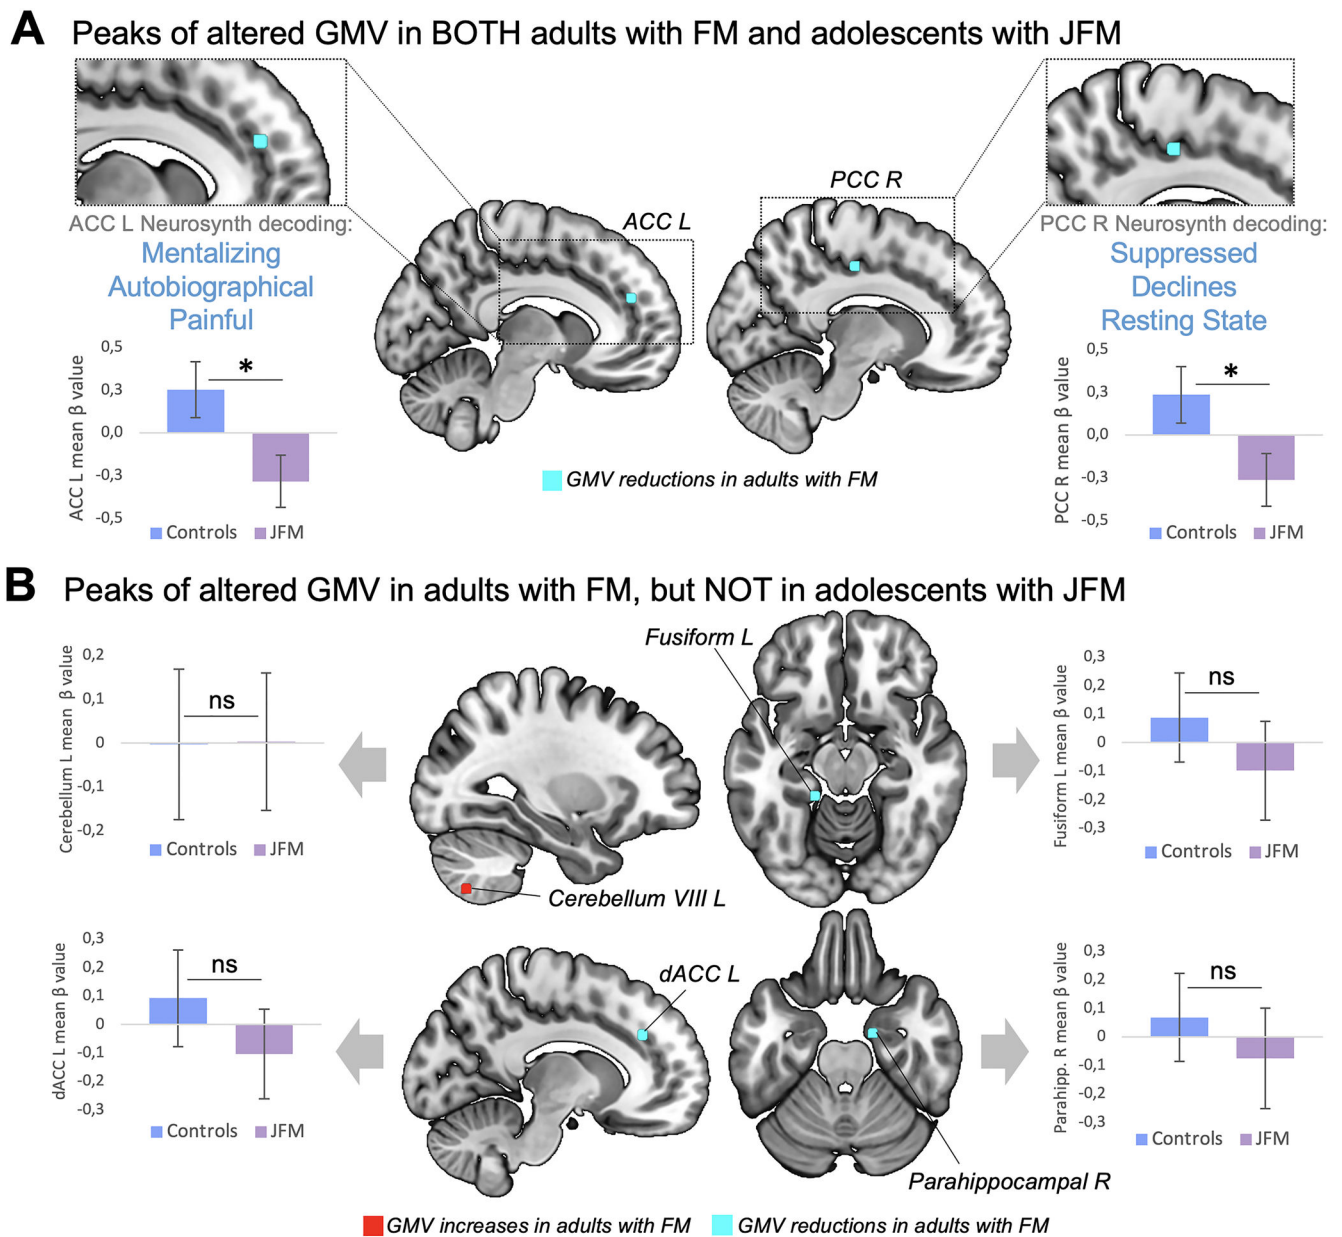 A Peaks of altered GMV in BOTH adults with FM and adolescents with JFM
ACC L Neurosynth decoding:
Mentalizing
Autobiographical
Painful
ACC L
PCC R
PCC R Neurosynth decoding:
Suppressed
Declines
Resting State
ACC L mean β value
0,5
0,3
0,0
-0,3
-0,5
*
Controls JFM
GMV reductions in adults with FM
PCC R mean β value
0,5
0,3
0,0
-0,3
-0,5
*
Controls JFM
B Peaks of altered GMV in adults with FM, but NOT in adolescents with JFM
Cerebellum L mean β value
0,2
0,1
0
-0,1
-0,2
ns
Controls JFM
Fusiform L
Cerebellum VIII L
Fusiform L mean β value
0,3
0,2
0,1
0
-0,1
-0,2
-0,3
ns
Controls JFM
dACC L mean β value
0,3
0,2
0,1
0
-0,1
-0,2
-0,3
ns
Controls JFM
dACC L
Parahippocampal R
Parahipp. R mean β value
0,3
0,2
0,1
0
-0,1
-0,2
-0,3
ns
Controls JFM
GMV increases in adults with FM GMV reductions in adults with FM